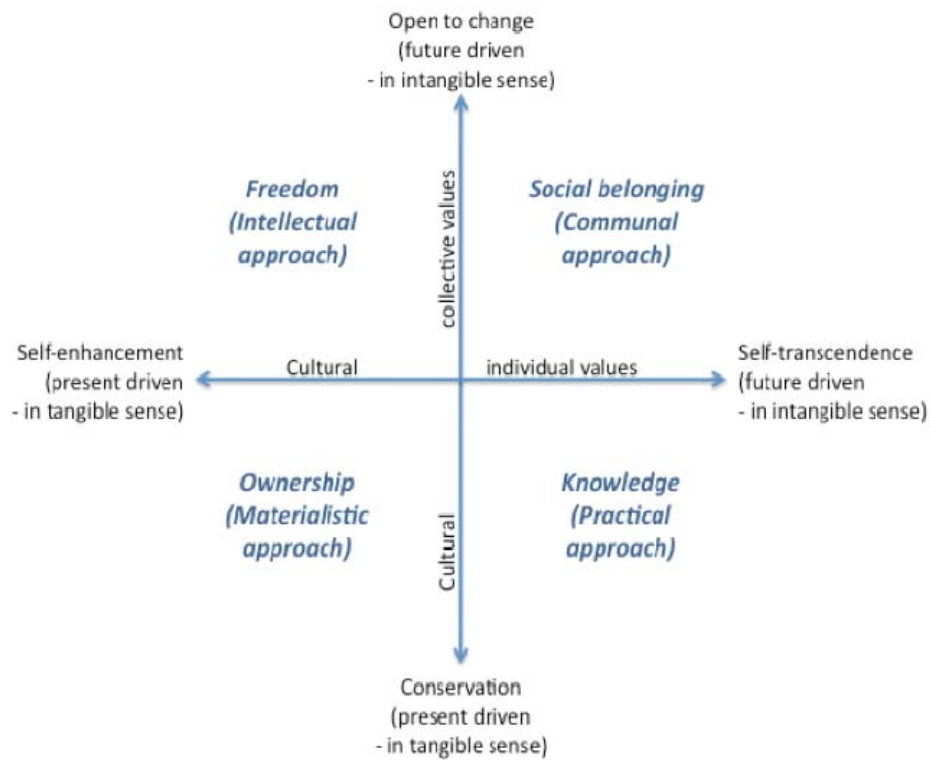 Open to change
(future driven
- in intangible sense)
Freedom
(Intellectual
approach)
collective values
Social belonging
(Communal
approach)
Self-enhancement
(present driven
- in tangible sense)
Cultural
individual values
Self-transcendence
(future driven
- in intangible sense)
Ownership
(Materialistic
approach)
Cultural
Knowledge
(Practical
approach)
Conservation
(present driven
- in tangible sense)